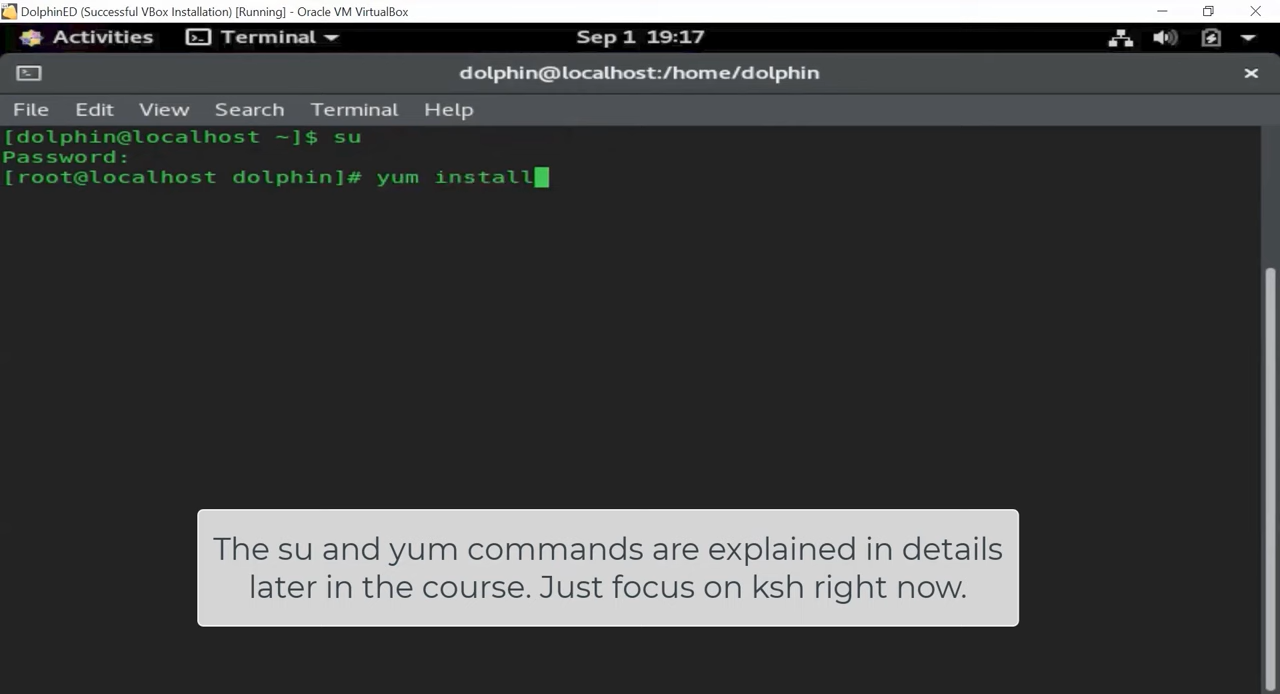 DolphinED (Successful VBox Installation) [Running] - Oracle VM VirtualBox
Activities Terminal Sep 1 19:17
dolphin@localhost:/home/dolphin
File Edit View Search Terminal Help
[dolphin@localhost ~]$ su
Password:
[root@localhost dolphin]# yum install
The su and yum commands are explained in details
later in the course. Just focus on ksh right now.